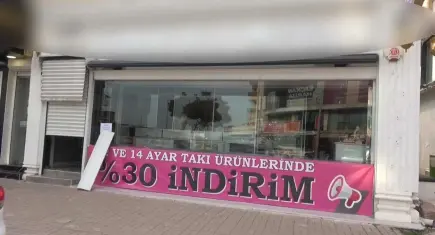 VE 14 AYAR TAKI ÜRÜNLERİNDE
%30 İNDİRİM